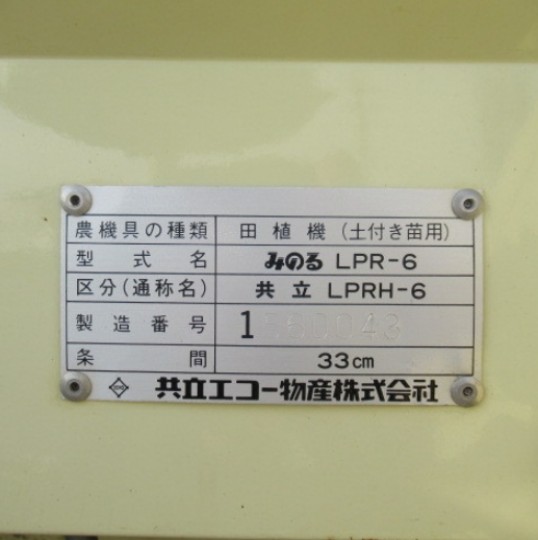 農機具の種類 田植機(土付き苗用)
型式名 みのる LPR-6
区分(通称名) 共立 LPRH-6
製造番号 1
条間 33cm
共立エコー物産株式会社